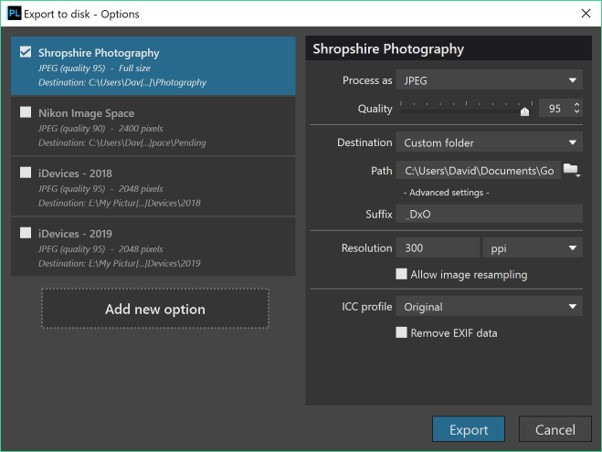 PL Export to disk - Options
Shropshire Photography
JPEG (quality 95) - Full size
Destination: C:\Users\Dav[...]\Photography
Nikon Image Space
JPEG (quality 90) - 2400 pixels
Destination: C:\Users\Dav[...]pace\Pending
iDevices - 2018
JPEG (quality 95) - 2048 pixels
Destination: E:\My Pictur[...]Devices\2018
iDevices - 2019
JPEG (quality 95) - 2048 pixels
Destination: E:\My Pictur[...]Devices\2019
Add new option
Shropshire Photography
Process as JPEG
Quality 95
Destination Custom folder
Path C:\Users\David\Documents\Go
- Advanced settings -
Suffix _DxO
Resolution 300 ppi
Allow image resampling
ICC profile Original
Remove EXIF data
Export Cancel